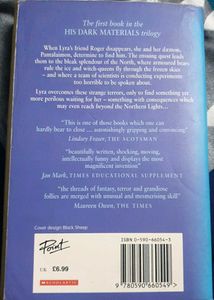 The first book in the
HIS DARK MATERIALS trilogy
When Lyra's friend Roger disappears, she and her dæmon,
Pantalaimon, determine to find him. The ensuing quest leads
them to the bleak splendour of the North, where armoured bears
rule the ice and witch-queens fly through the frozen skies
– and where a team of scientists is conducting experiments
too horrible to be spoken about.
Lyra overcomes these strange terrors, only to find something yet
more perilous waiting for her – something with consequences
which may even reach beyond the Northern Lights...
"This is one of those books which one can
hardly bear to close ... astonishingly gripping and convincing"
Lindsey Fraser, THE SCOTSMAN
"beautifully written, shocking, moving,
intellectually funny and displays the most
magnificent invention"
Jan Mark, TIMES EDUCATIONAL SUPPLEMENT
"the threads of fantasy, terror and grandiose
follies are merged with unusual and mesmerising skill"
Maureen Owen, THE TIMES
Cover design: Black Sheep
Point
UK £6.99
SCHOLASTIC
ISBN 0-590-66054-3
9 780590 660549 >